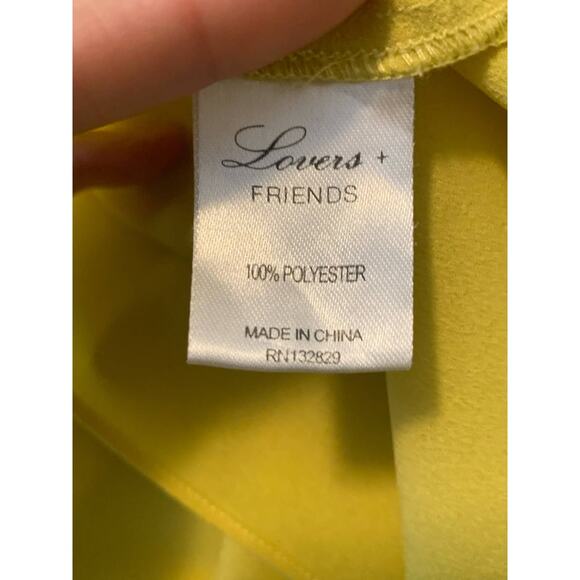 Lovers +
FRIENDS
100% POLYESTER
MADE IN CHINA
RN132829